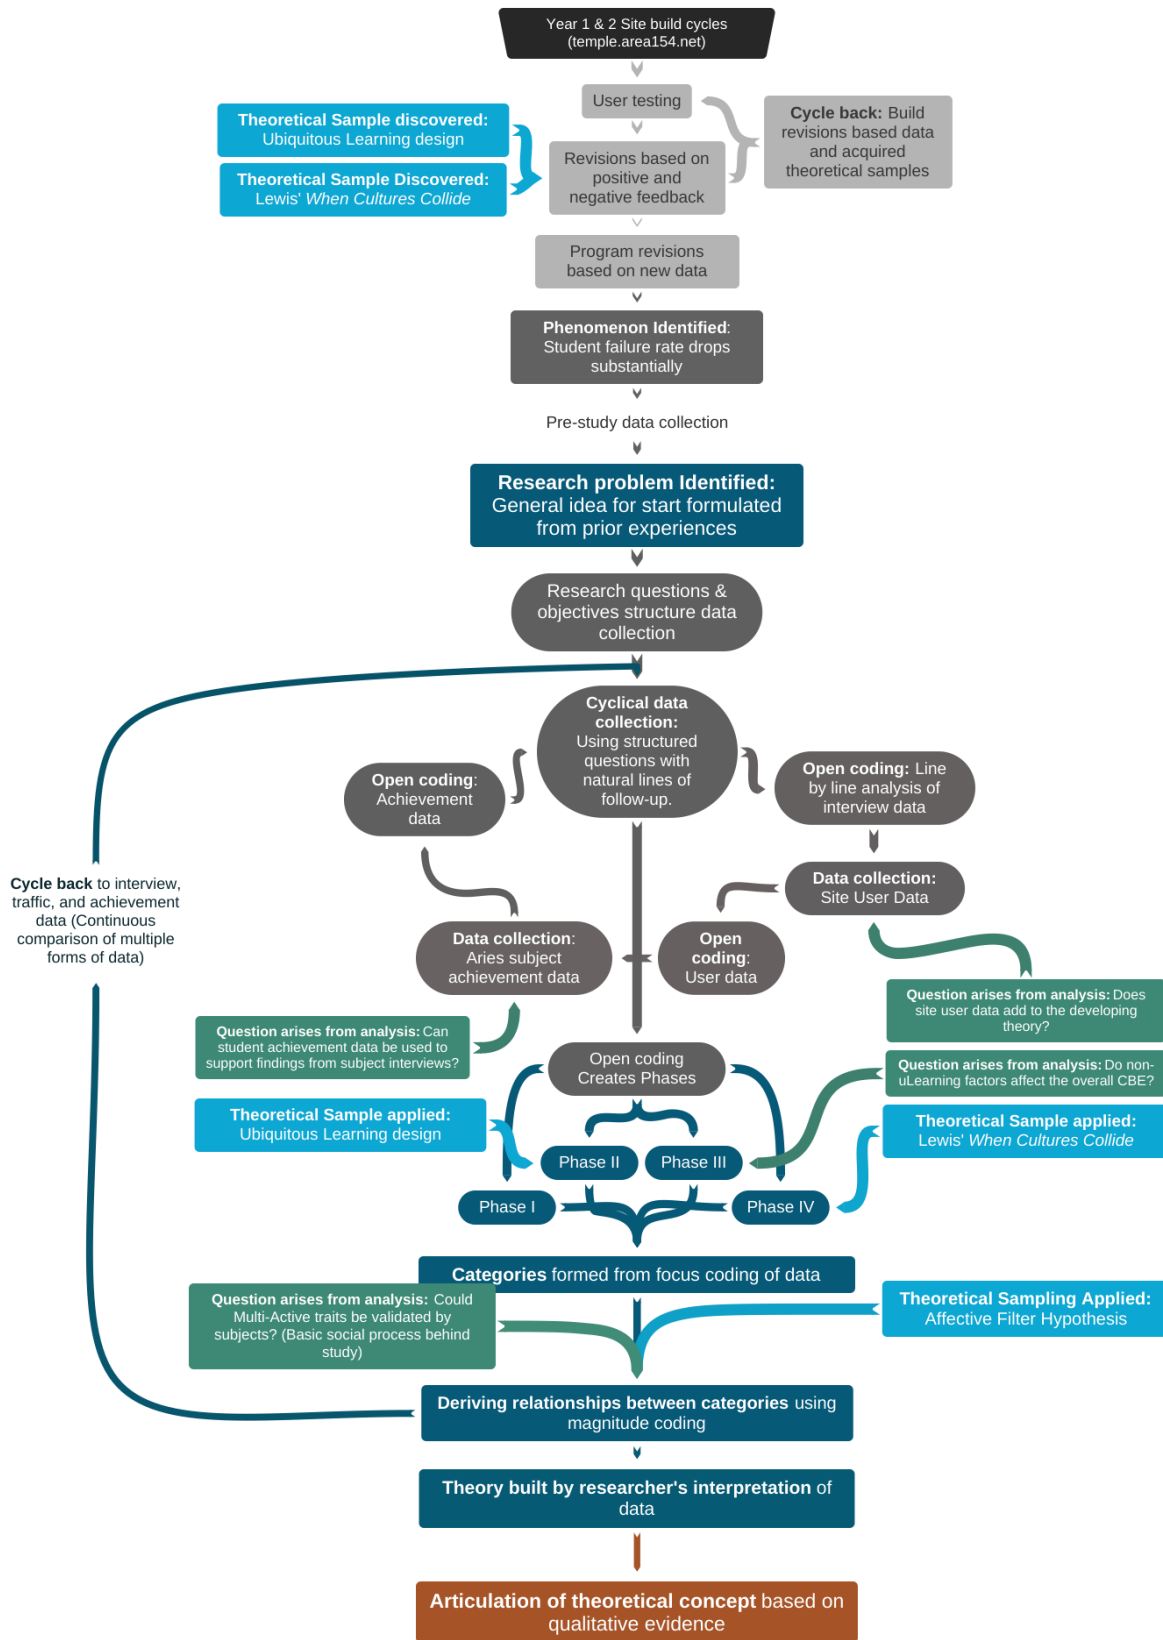 Year 1 & 2 Site build cycles
(temple.area154.net)
User testing
Theoretical Sample discovered:
Ubiquitous Learning design
Theoretical Sample Discovered:
Lewis' When Cultures Collide
Revisions based on
positive and
negative feedback
Cycle back: Build
revisions based data
and acquired
theoretical samples
Program revisions
based on new data
Phenomenon Identified:
Student failure rate drops
substantially
Pre-study data collection
Research problem Identified:
General idea for start formulated
from prior experiences
Research questions &
objectives structure data
collection
Cyclical data
collection:
Using structured
questions with
natural lines of
follow-up.
Open coding:
Achievement
data
Open coding: Line
by line analysis of
interview data
Data collection:
Site User Data
Cycle back to interview,
traffic, and achievement
data (Continuous
comparison of multiple
forms of data)
Data collection:
Aries subject
achievement data
Open
coding:
User data
Question arises from analysis: Does
site user data add to the developing
theory?
Question arises from analysis: Can
student achievement data be used to
support findings from subject interviews?
Open coding
Creates Phases
Question arises from analysis: Do non-
uLearning factors affect the overall CBE?
Theoretical Sample applied:
Ubiquitous Learning design
Theoretical Sample applied:
Lewis' When Cultures Collide
Phase II
Phase III
Phase I
Phase IV
Categories formed from focus coding of data
Question arises from analysis: Could
Multi-Active traits be validated by
subjects? (Basic social process behind
study)
Theoretical Sampling Applied:
Affective Filter Hypothesis
Deriving relationships between categories using
magnitude coding
Theory built by researcher's interpretation of
data
Articulation of theoretical concept based on
qualitative evidence